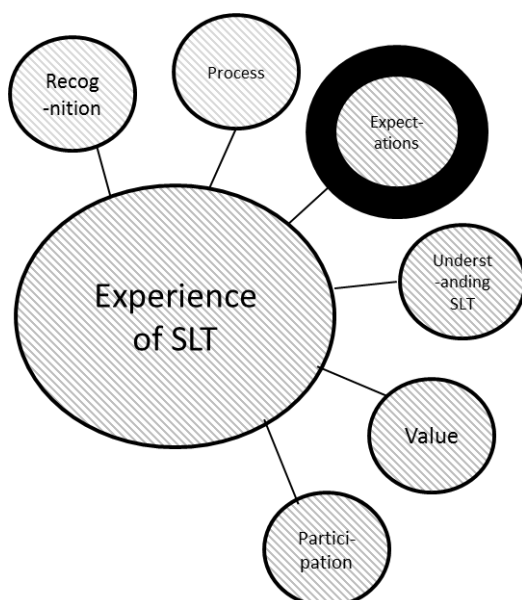 Recog
-nition
Process
Expect-
ations
Underst
-anding
SLT
Experience
of SLT
Value
Partici-
pation